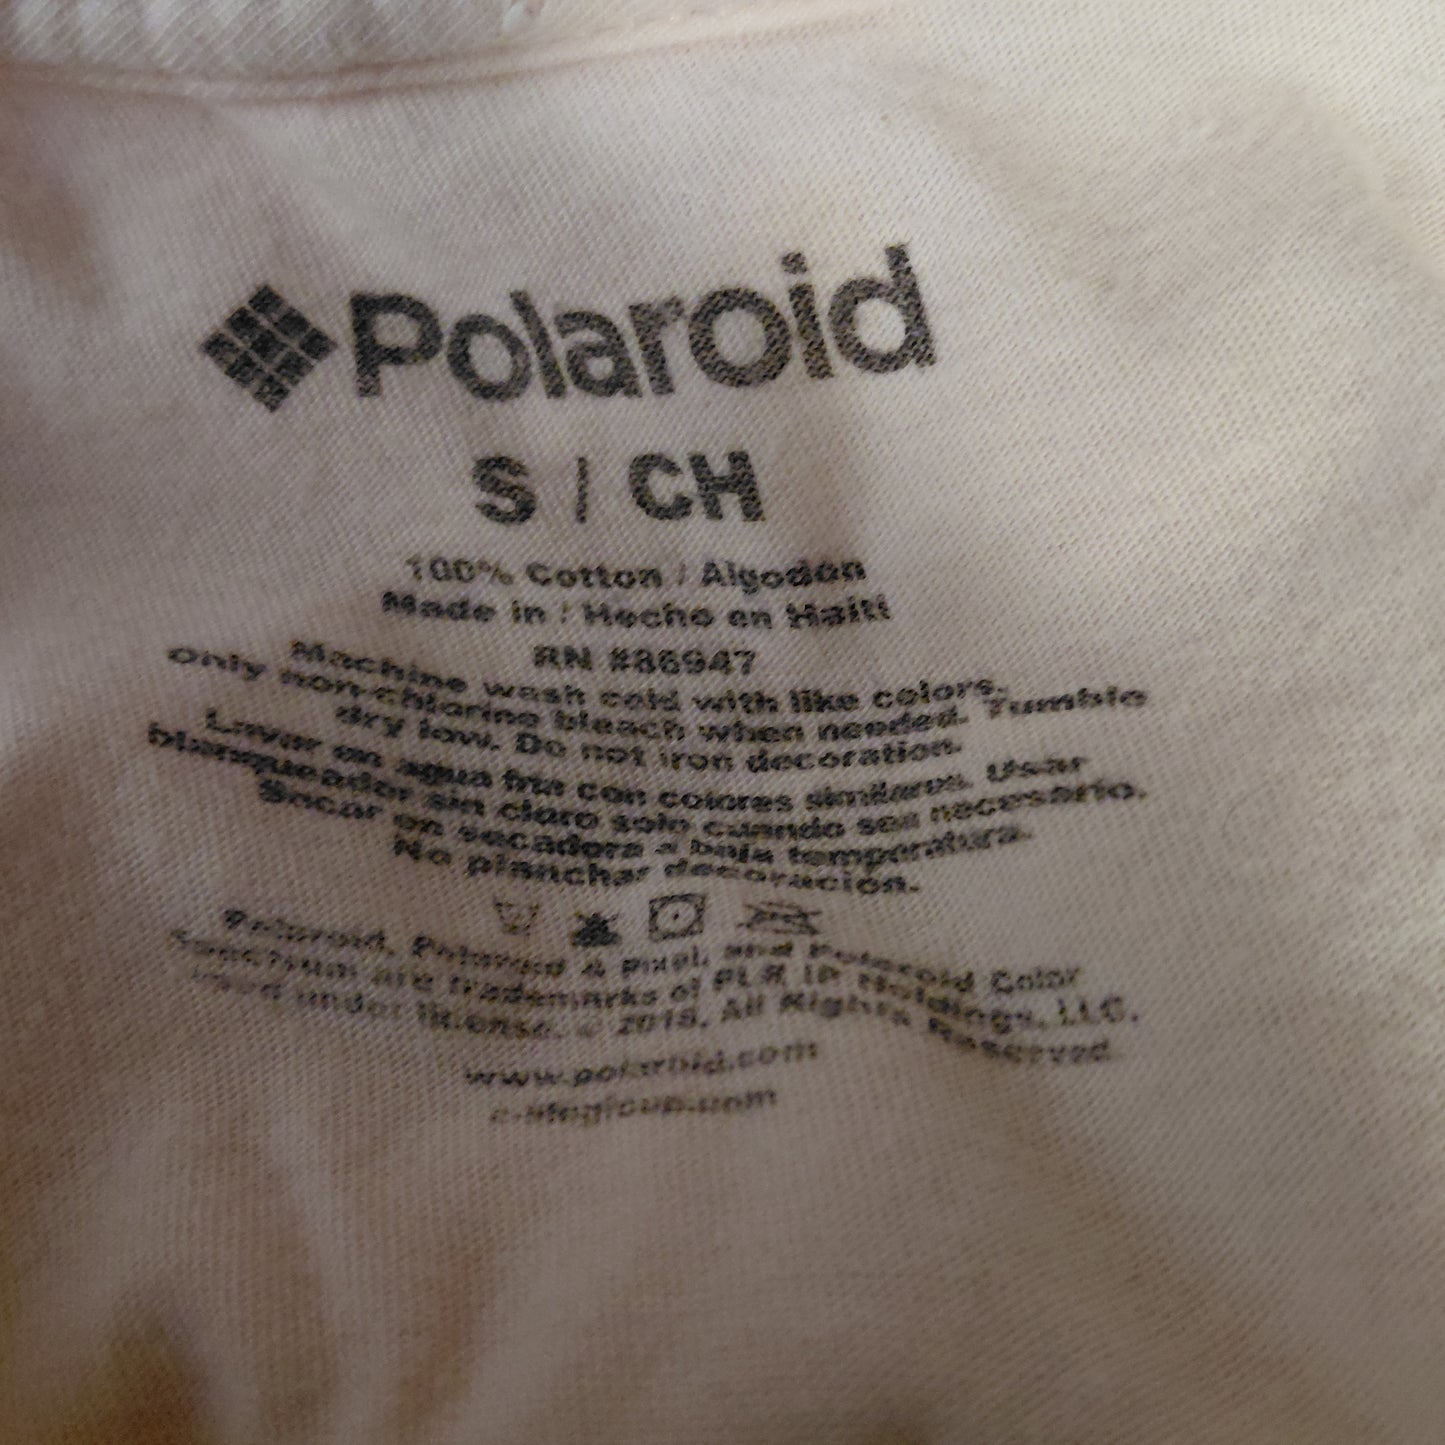 Polaroid
S / CH
100% Cotton / Algodón
Made in / Hecho en Haiti
RN #86947
Machine wash cold with like colors.
Only non-chlorine bleach when needed. Tumble
dry low. Do not iron decoration.
Lavar en agua fria con colores similares. Usar
blanqueador sin cloro solo cuando sea necesario.
Secar en secadora a baja temperatura.
No planchar decoración.
Polaroid, Polaroid & Pixel, and Polaroid Color
Spectrum are trademarks of PLR IP Holdings, LLC.
used under license. © 2018. All Rights Reserved.
www.polaroid.com
c-lifegroup.com